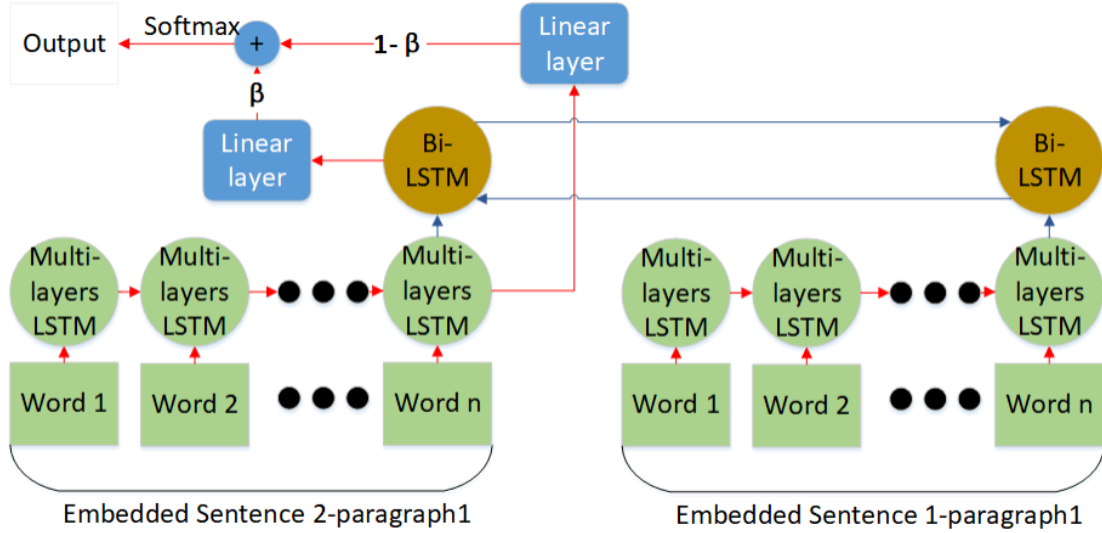 Output
Softmax
+
1- β
Linear
layer
β
Linear
layer
Bi-
LSTM
Bi-
LSTM
Multi-
layers
LSTM
Multi-
layers
LSTM
Multi-
layers
LSTM
Multi-
layers
LSTM
Multi-
layers
LSTM
Multi-
layers
LSTM
Word 1
Word 2
Word n
Word 1
Word 2
Word n
Embedded Sentence 2-paragraph1
Embedded Sentence 1-paragraph1